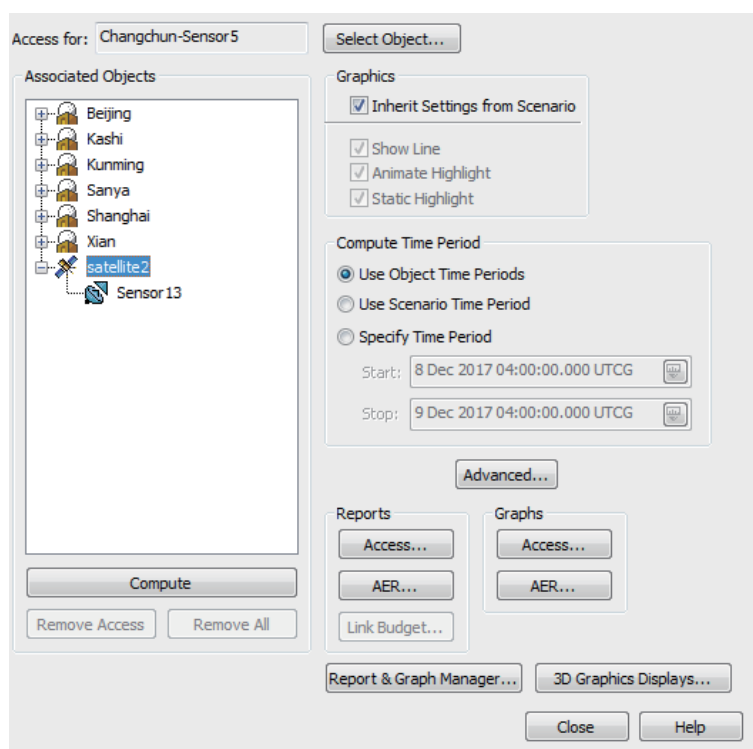 Access for: Changchun-Sensor5 Select Object...
Associated Objects
Beijing
Kashi
Kunming
Sanya
Shanghai
Xian
satellite2
Sensor13
Compute
Remove Access Remove All
Graphics
Inherit Settings from Scenario
Show Line
Animate Highlight
Static Highlight
Compute Time Period
Use Object Time Periods
Use Scenario Time Period
Specify Time Period
Start: 8 Dec 2017 04:00:00.000 UTCG
Stop: 9 Dec 2017 04:00:00.000 UTCG
Advanced...
Reports
Access...
AER...
Link Budget...
Graphs
Access...
AER...
Report & Graph Manager... 3D Graphics Displays...
Close Help